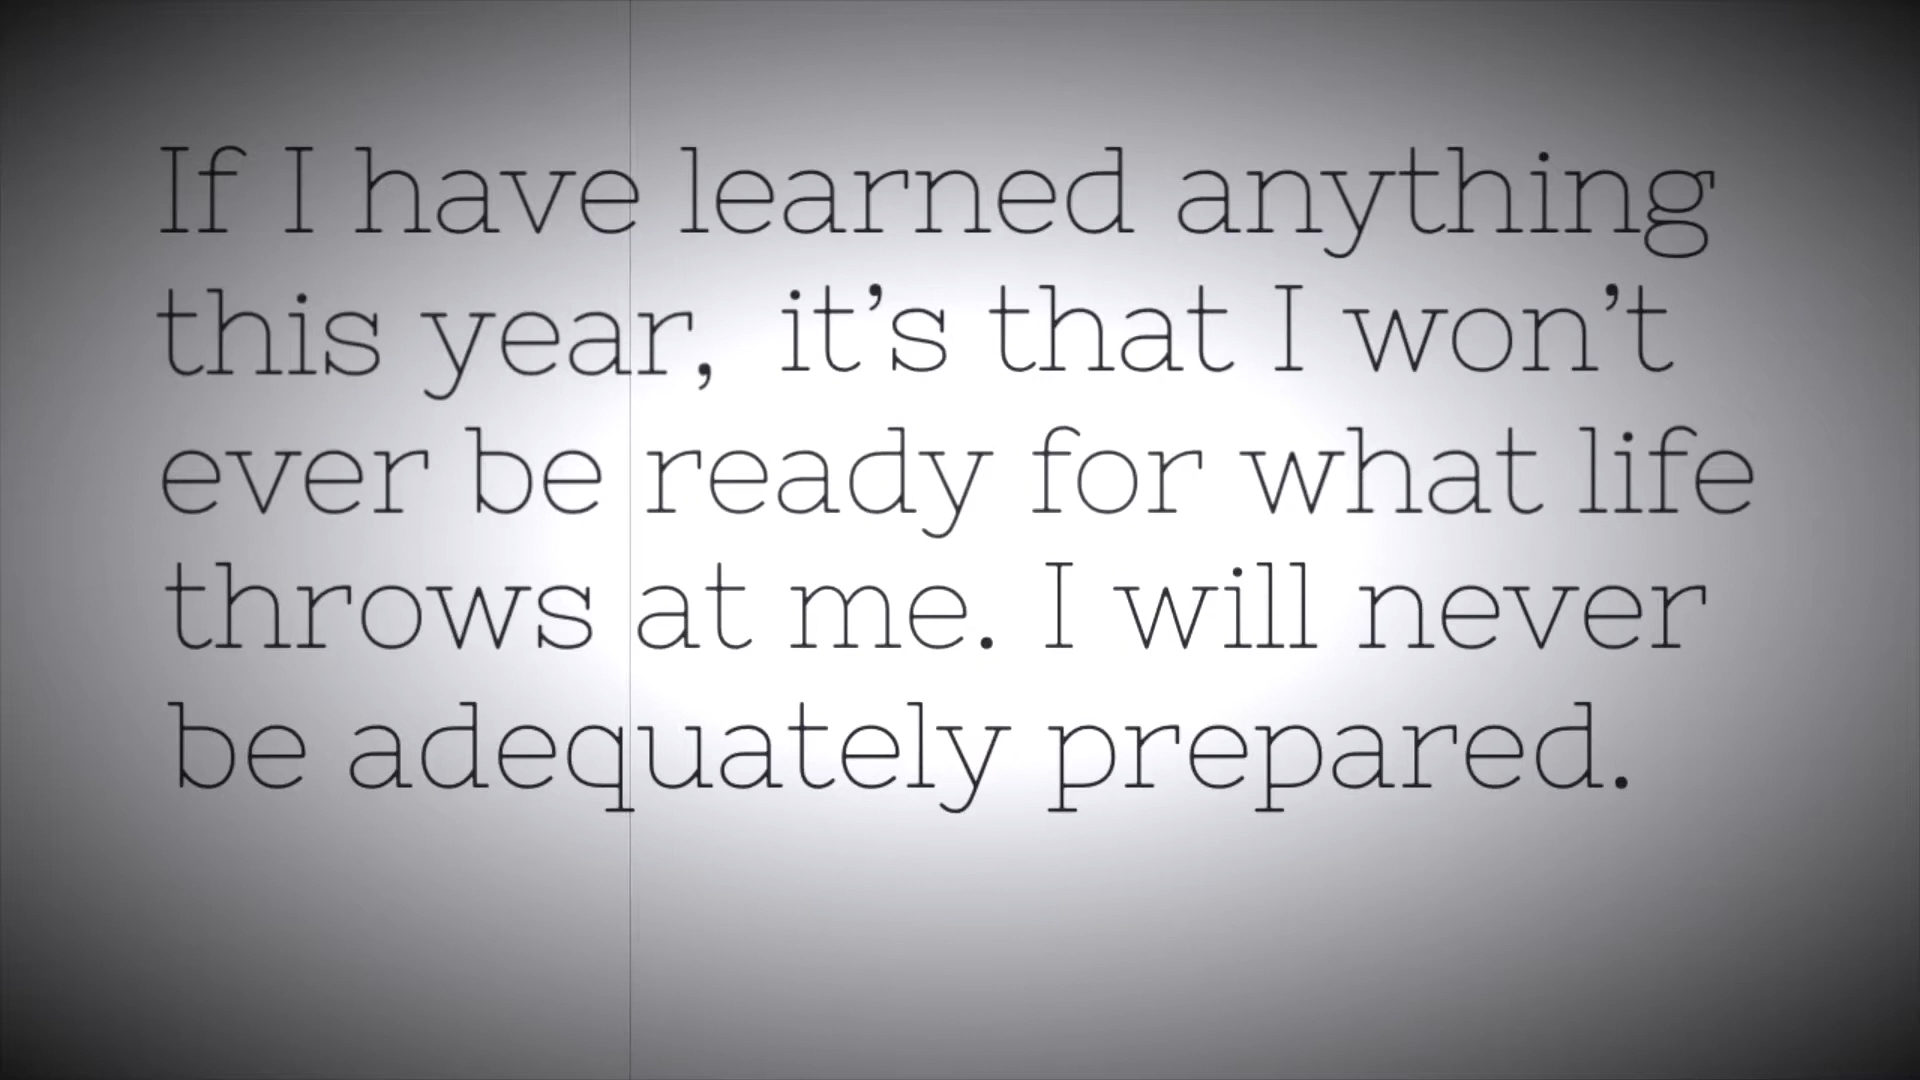 If I have learned anything
this year,  it’s that I won’t
ever be ready for what life
throws at me. I will never
be adequately prepared.